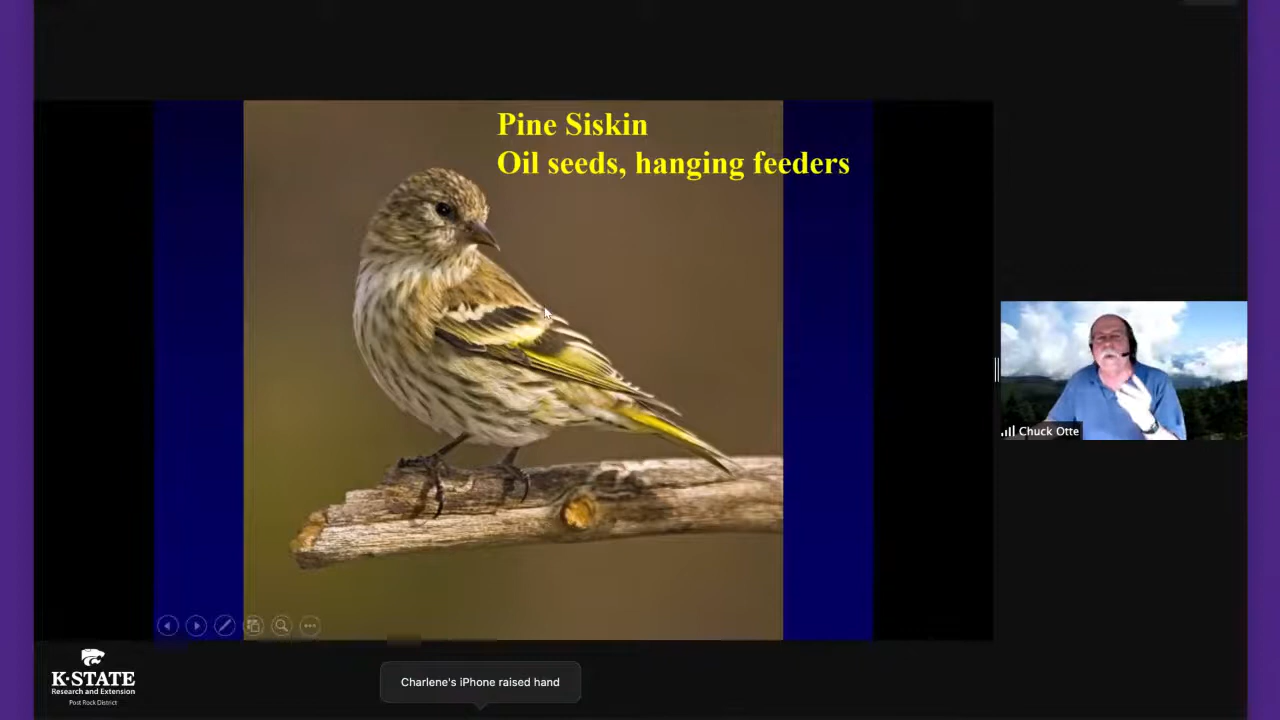 Pine Siskin
Oil seeds, hanging feeders
Chuck Otte
K-STATE
Research and Extension
Post Rock District
Charlene's iPhone raised hand